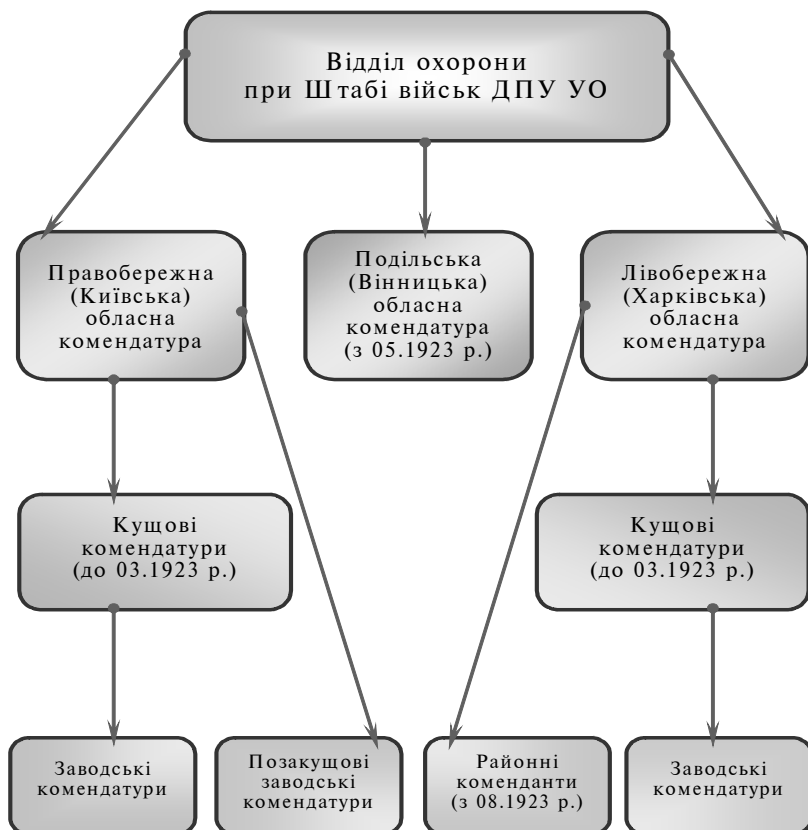 Відділ охорони
при Штабі військ ДПУ УО
Правобережна
(Київська)
обласна
комендатура
Подільська
(Вінницька)
обласна
комендатура
(з 05.1923 р.)
Лівобережна
(Харківська)
обласна
комендатура
Кущові
комендатури
(до 03.1923 р.)
Кущові
комендатури
(до 03.1923 р.)
Заводські
комендатури
Позакущові
заводські
комендатури
Районні
коменданти
(з 08.1923 р.)
Заводські
комендатури